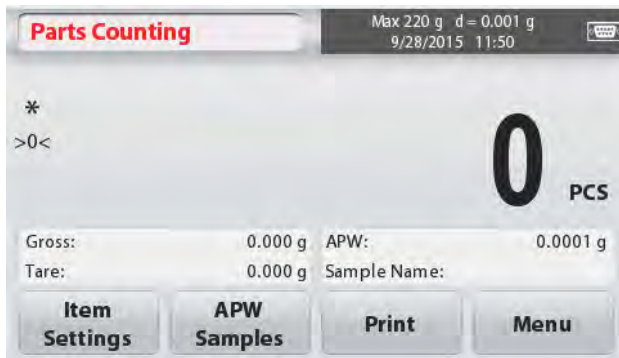 Parts Counting
Max 220 g d = 0.001 g
9/28/2015 11:50
*
>0<
0 PCS
Gross: 0.000 g APW: 0.0001 g
Tare: 0.000 g Sample Name:
Item Settings
APW Samples
Print
Menu